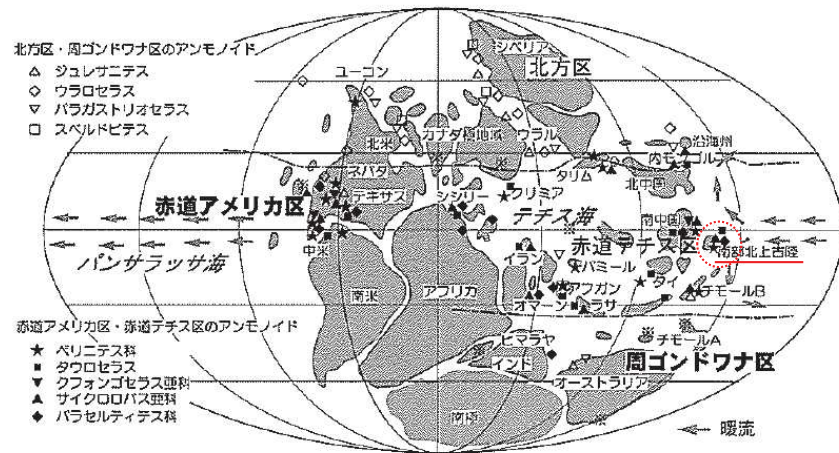 北方区・周ゴンドワナ区のアンモノイド
△ ジュレサニテス
◇ ウラロセラス
▽ パラガストリオセラス
□ スベルドピテス
シベリア
北方区
ユーコン
北米
カナダ極地域
ウラル
沿海州
内モンゴル
タリム
北中国
ネバダ
テキサス
シシリー
クリミア
赤道アメリカ区
テチス海
南中国
赤道テチス区
南部北上古陸
パンサラッサ海
中米
イラン
パミール
南米
アフリカ
アフガン
タイ
オマーン
ラサ
チモールB
赤道アメリカ区・赤道テチス区のアンモノイド
★ ペリニテス科
■ タウロセラス
▼ クフォンゴセラス亜科
▲ サイクロロバス亜科
◆ パラセルティテス科
ヒマラヤ
チモールA
インド
周ゴンドワナ区
オーストラリア
南極
暖流